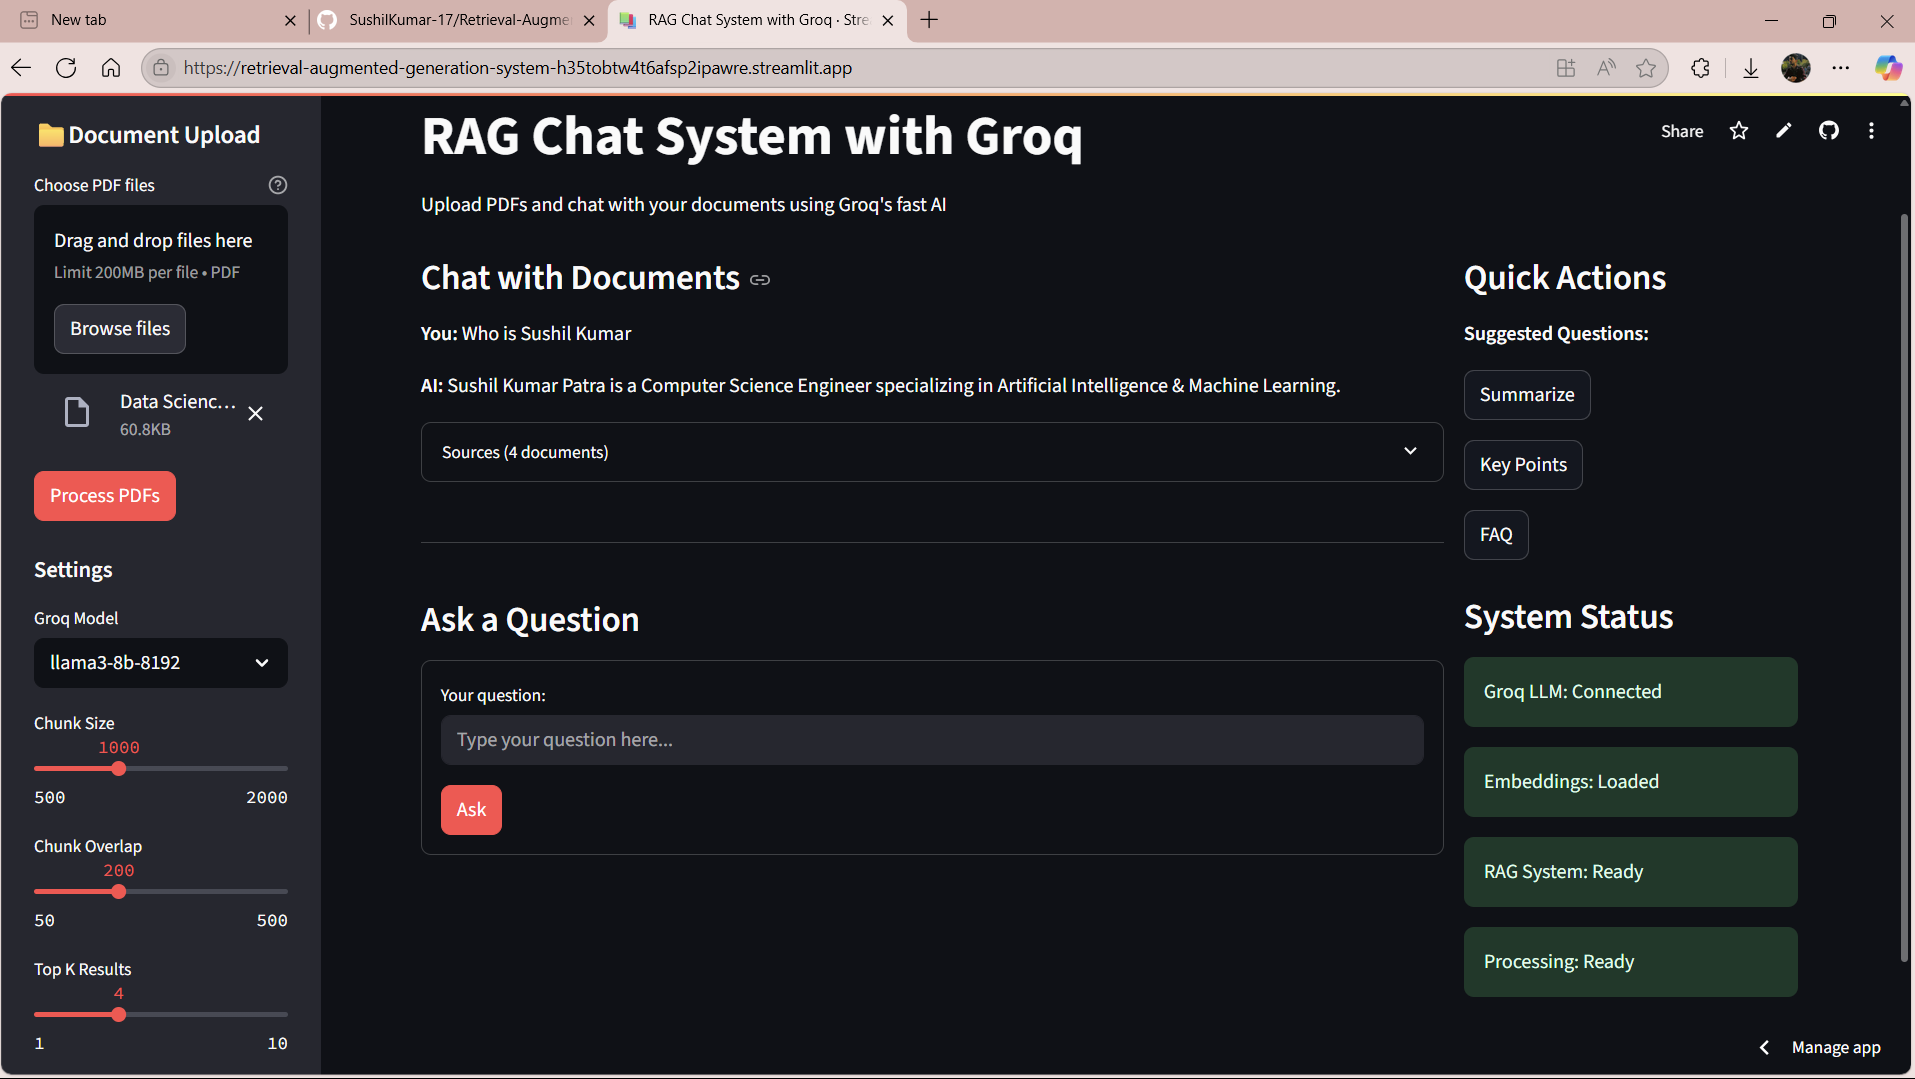 New tab
SushilKumar-17/Retrieval-Augme
RAG Chat System with Groq · Stre
https://retrieval-augmented-generation-system-h35tobtw4t6afsp2ipawre.streamlit.app
Document Upload
Choose PDF files
Drag and drop files here
Limit 200MB per file • PDF
Browse files
Data Scienc...
60.8KB
Process PDFs
Settings
Groq Model
llama3-8b-8192
Chunk Size
1000
500 2000
Chunk Overlap
200
50 500
Top K Results
4
1 10
Share
RAG Chat System with Groq
Upload PDFs and chat with your documents using Groq's fast AI
Chat with Documents
You: Who is Sushil Kumar
AI: Sushil Kumar Patra is a Computer Science Engineer specializing in Artificial Intelligence & Machine Learning.
Sources (4 documents)
Ask a Question
Your question:
Type your question here...
Ask
Quick Actions
Suggested Questions:
Summarize
Key Points
FAQ
System Status
Groq LLM: Connected
Embeddings: Loaded
RAG System: Ready
Processing: Ready
Manage app